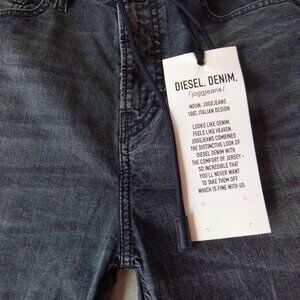 DIESEL. DENIM.
/joggjeans/
NOUN: JOGGJEANS
100% ITALIAN DESIGN
LOOKS LIKE DENIM.
FEELS LIKE HEAVEN.
JOGGJEANS COMBINES
THE DISTINCTIVE LOOK OF
DIESEL DENIM WITH
THE COMFORT OF JERSEY –
SO INCREDIBLE THAT
YOU'LL NEVER WANT
TO TAKE THEM OFF.
WHICH IS FINE WITH US.